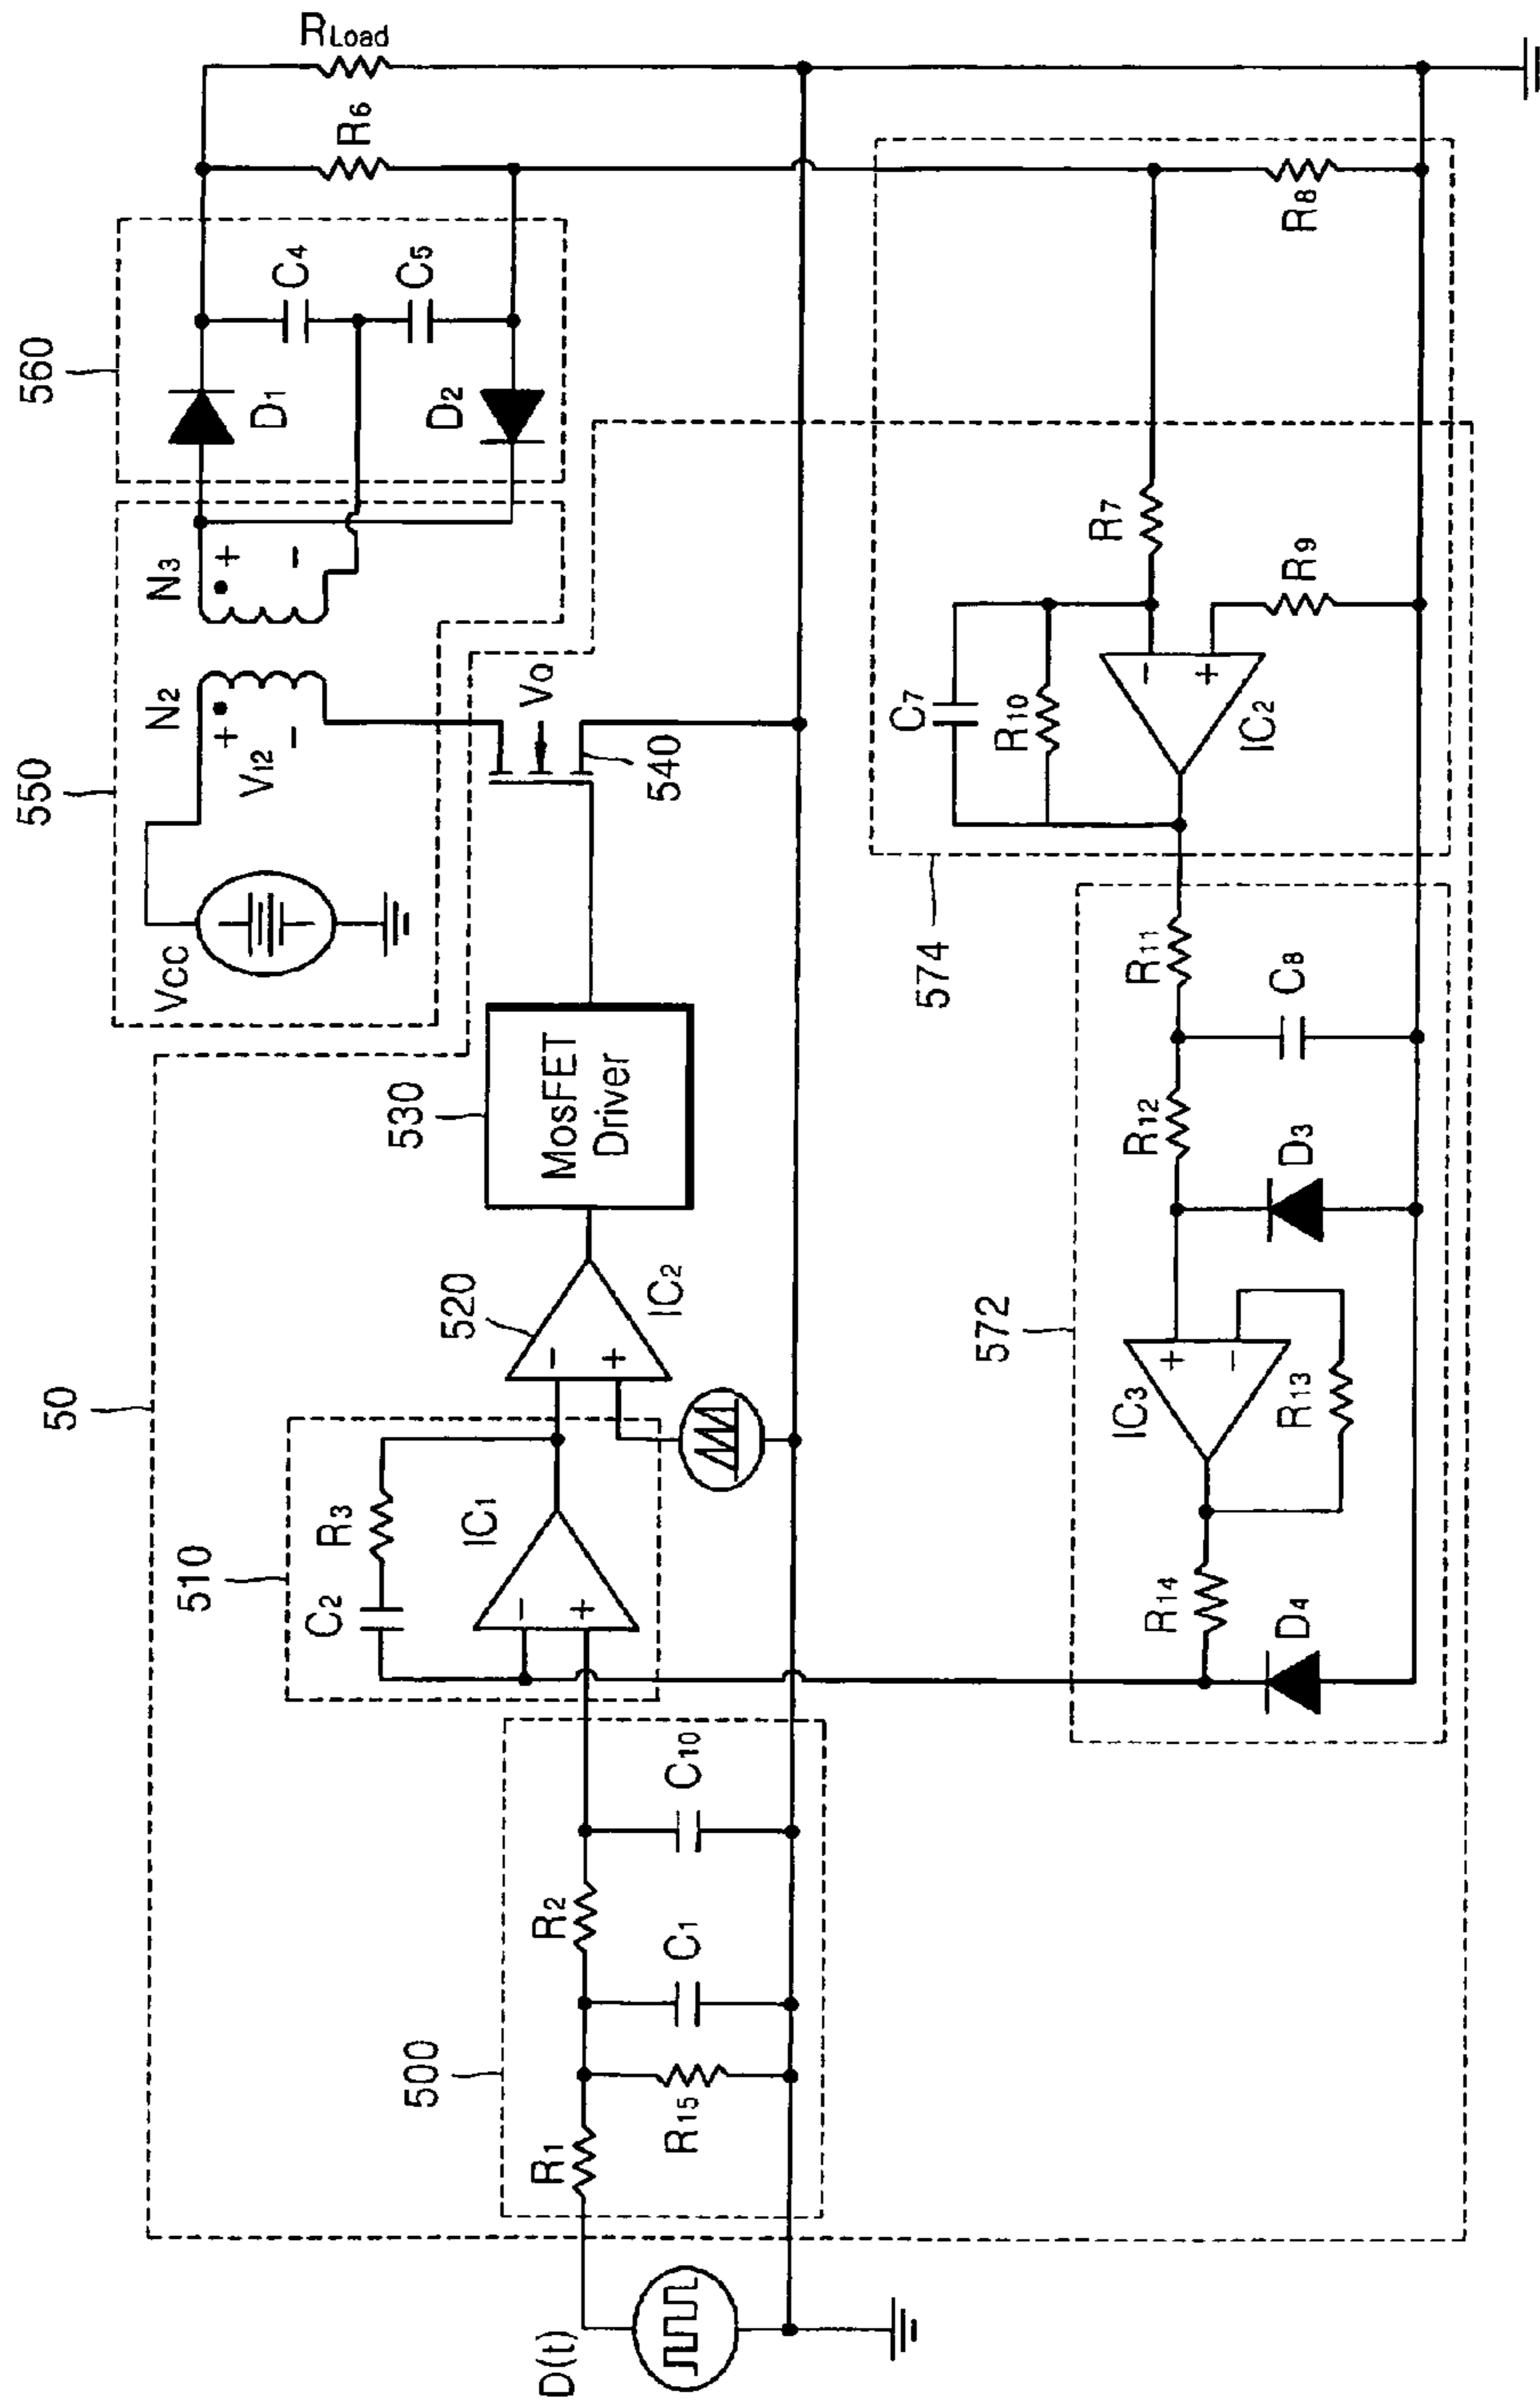 50
550
560
VCC
N2
+
V12
-
N3
+
-
D1
D2
C4
C5
R6
RLoad
510
C2
R3
IC1
-
+
520
-
+
IC2
530
MosFET
Driver
VQ
540
500
D(t)
R1
R15
C1
R2
C10
572
D4
R14
IC3
+
-
R13
D3
R12
C8
R11
574
C7
R10
IC2
-
+
R7
R9
R8